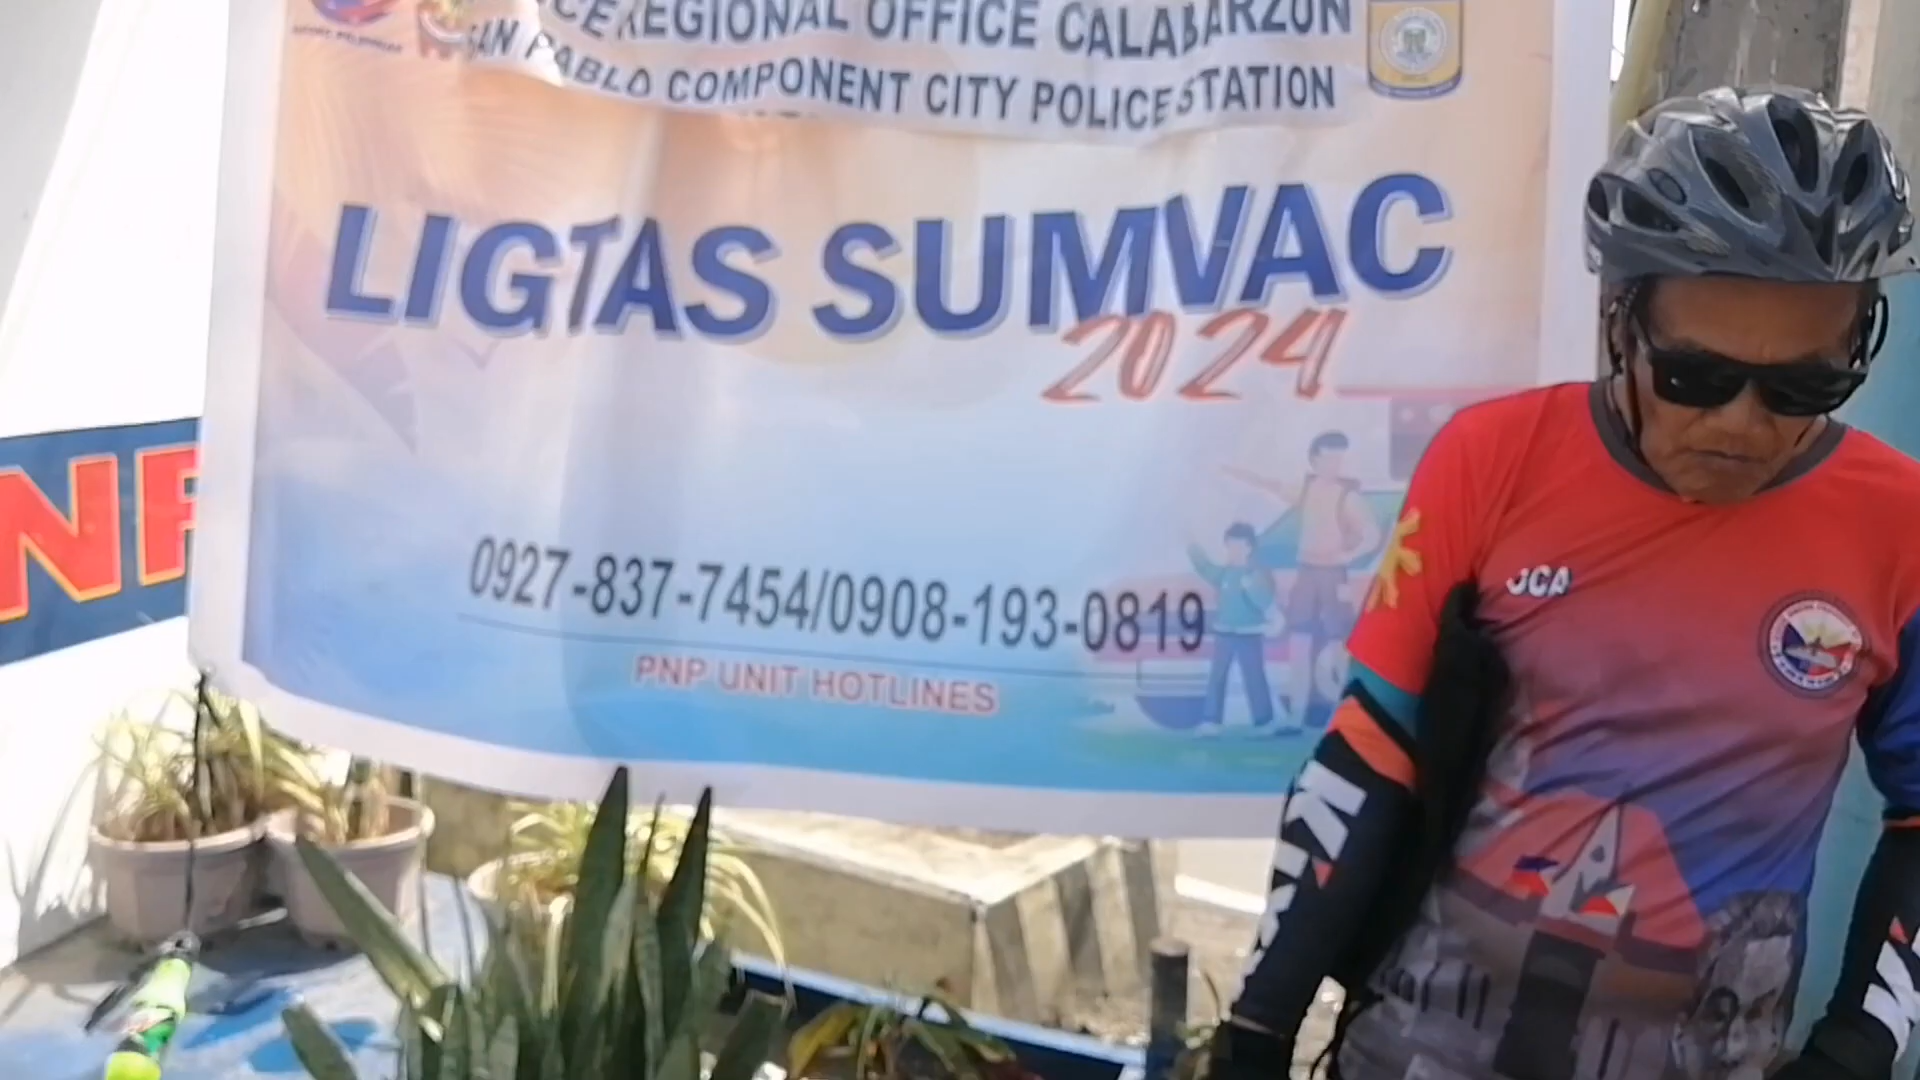 REGIONAL OFFICE CALABARZON
SAN PABLO COMPONENT CITY POLICE STATION
LIGTAS SUMVAC
2024
0927-837-7454/0908-193-0819
PNP UNIT HOTLINES
JCA